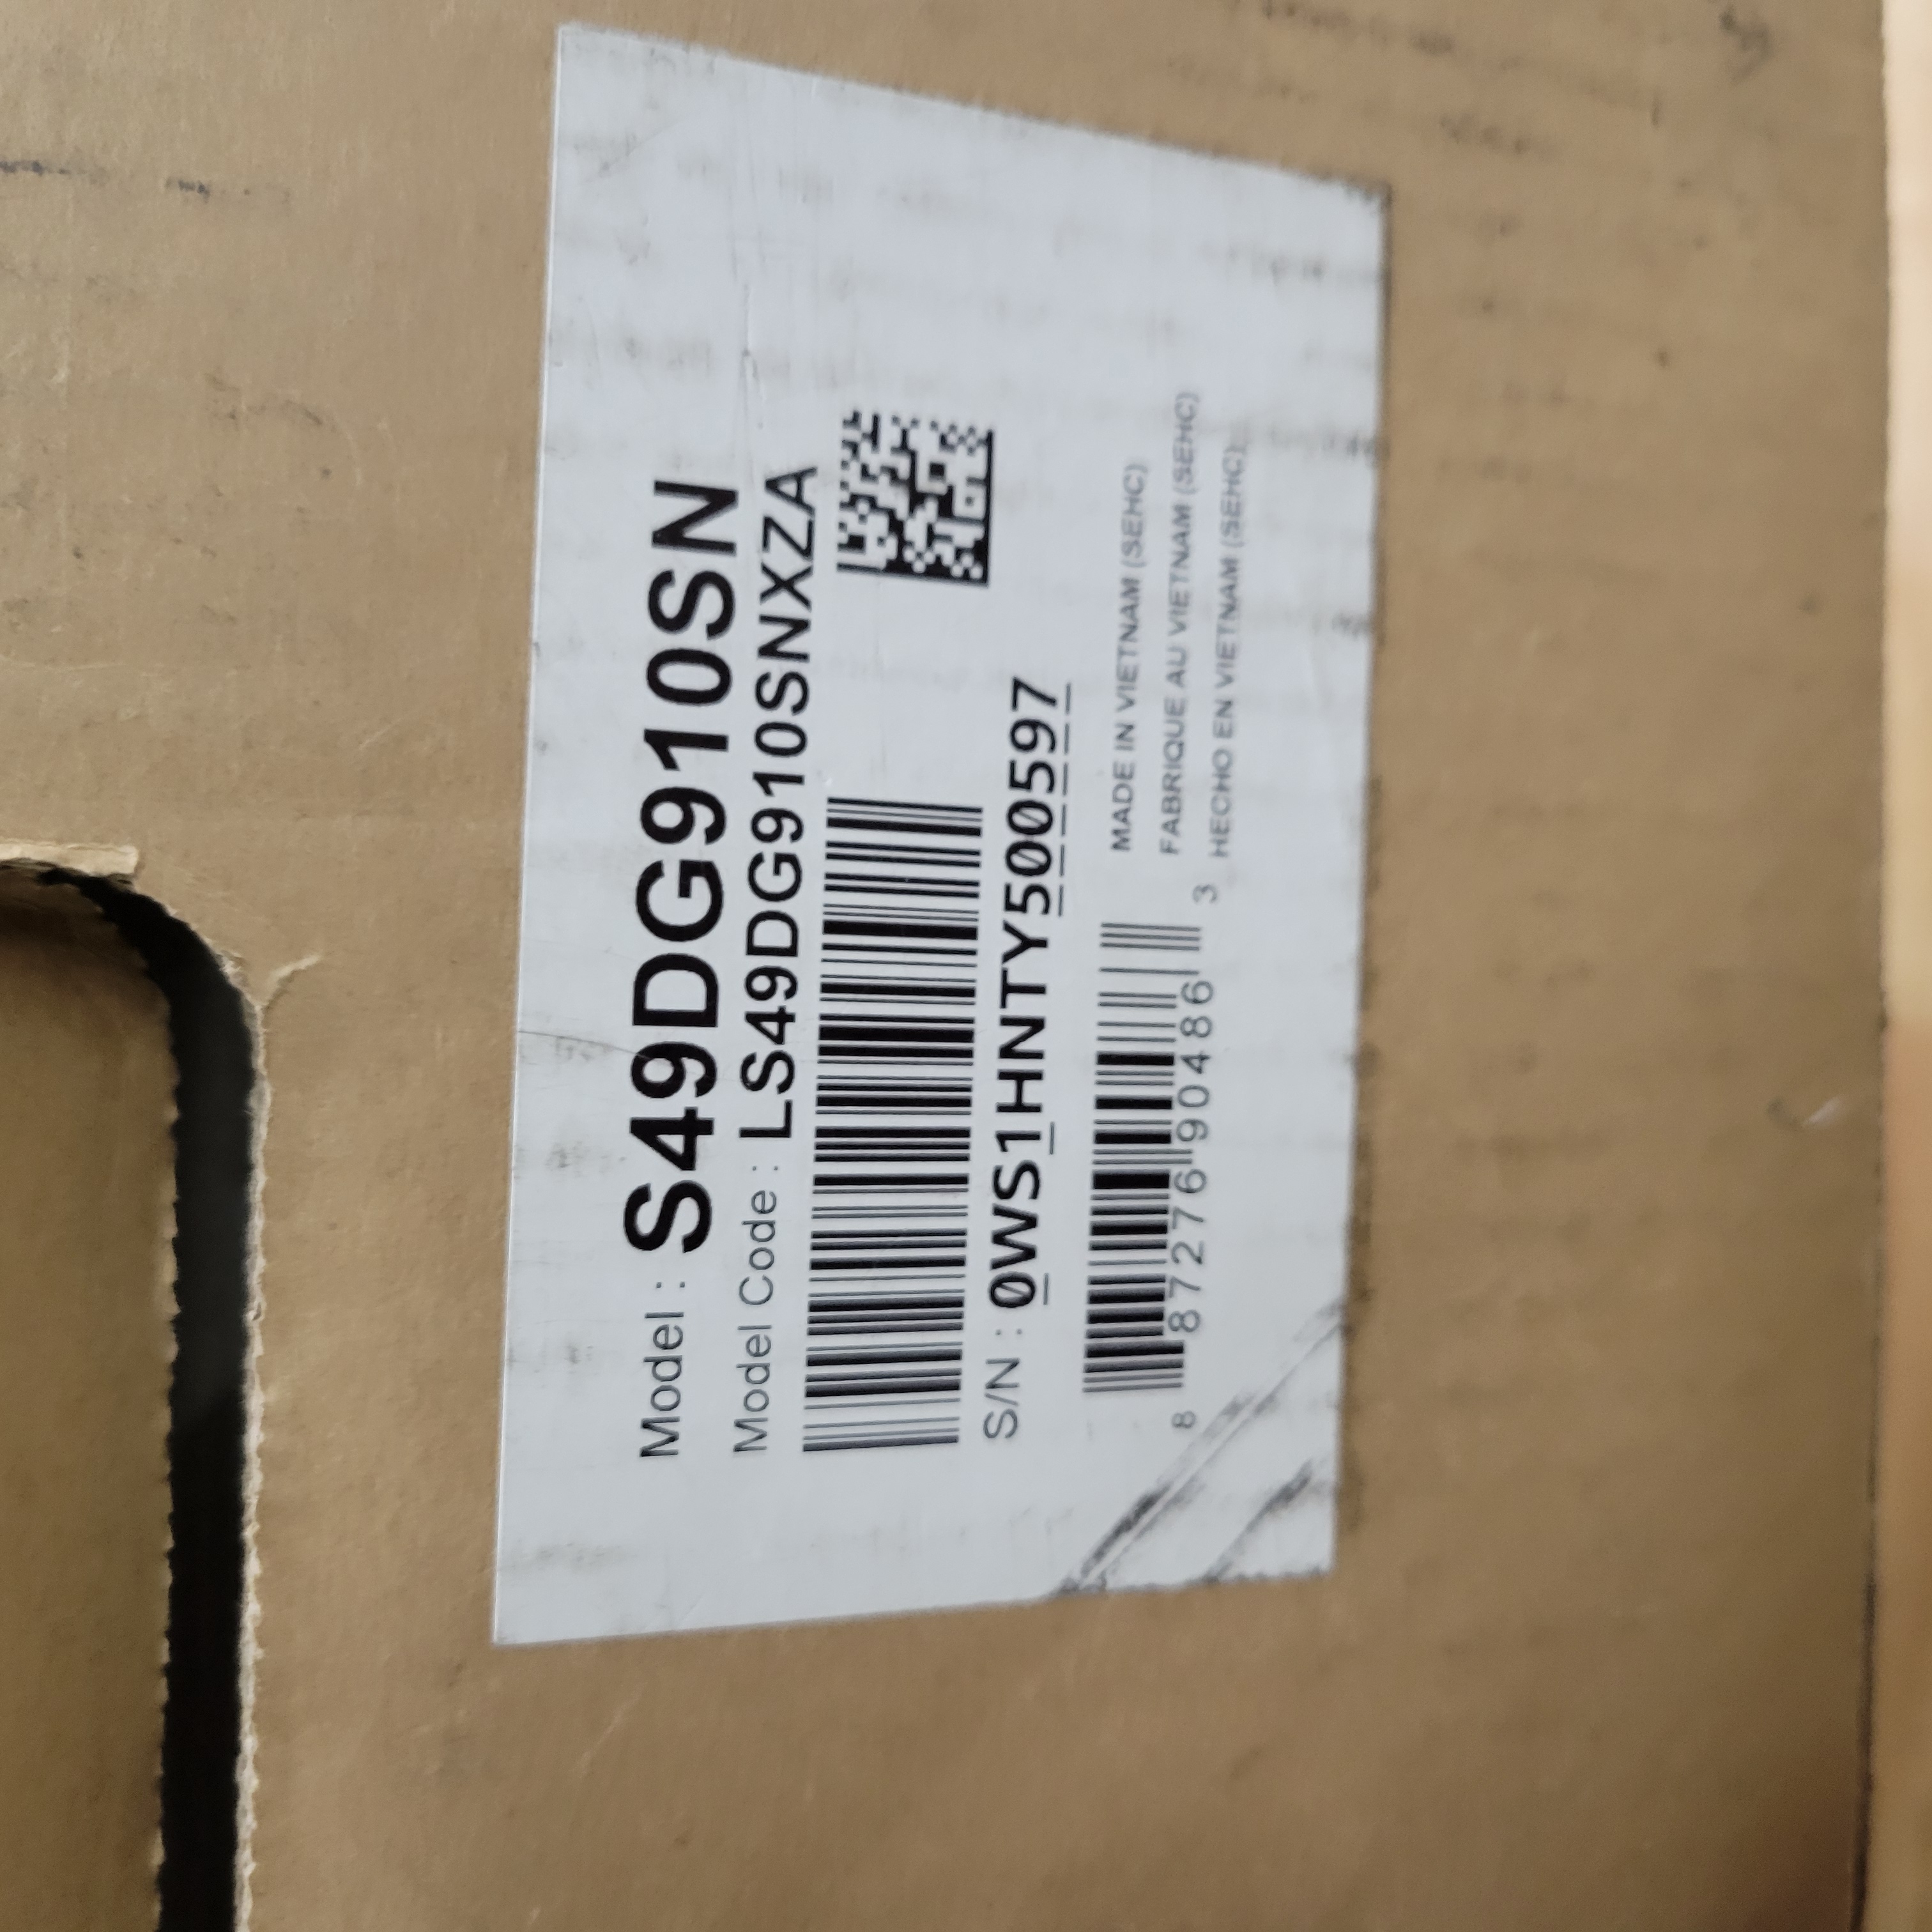 Model : S49DG910SN
Model Code : LS49DG910SNXZA
S/N : 0WS1HNTY500597
MADE IN VIETNAM (SEHC)
FABRIQUE AU VIETNAM (SEHC)
HECHO EN VIETNAM (SEHC)
8 87276 90486 3